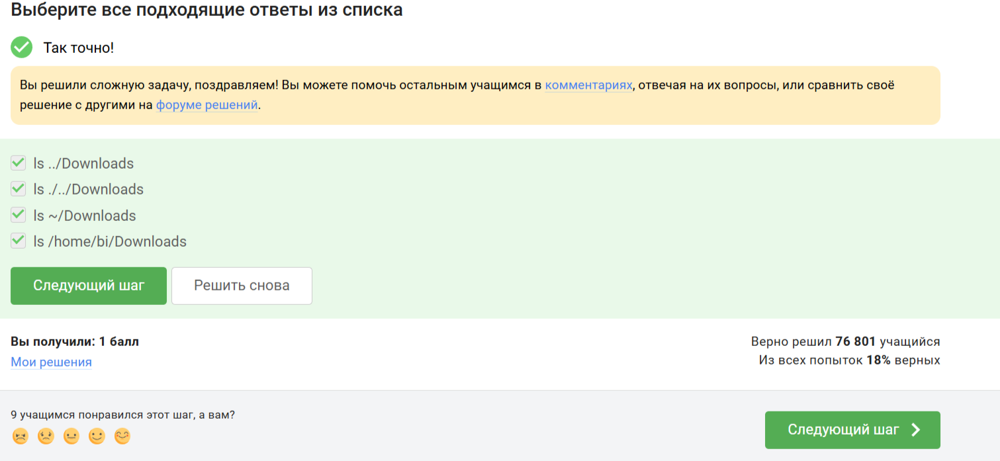 Выберите все подходящие ответы из списка
Так точно!
Вы решили сложную задачу, поздравляем! Вы можете помочь остальным учащимся в комментариях, отвечая на их вопросы, или сравнить своё
решение с другими на форуме решений.
ls ../Downloads
ls ./../Downloads
ls ~/Downloads
ls /home/bi/Downloads
Следующий шаг
Решить снова
Вы получили: 1 балл
Мои решения
Верно решил 76 801 учащийся
Из всех попыток 18% верных
9 учащимся понравился этот шаг, а вам?
Следующий шаг